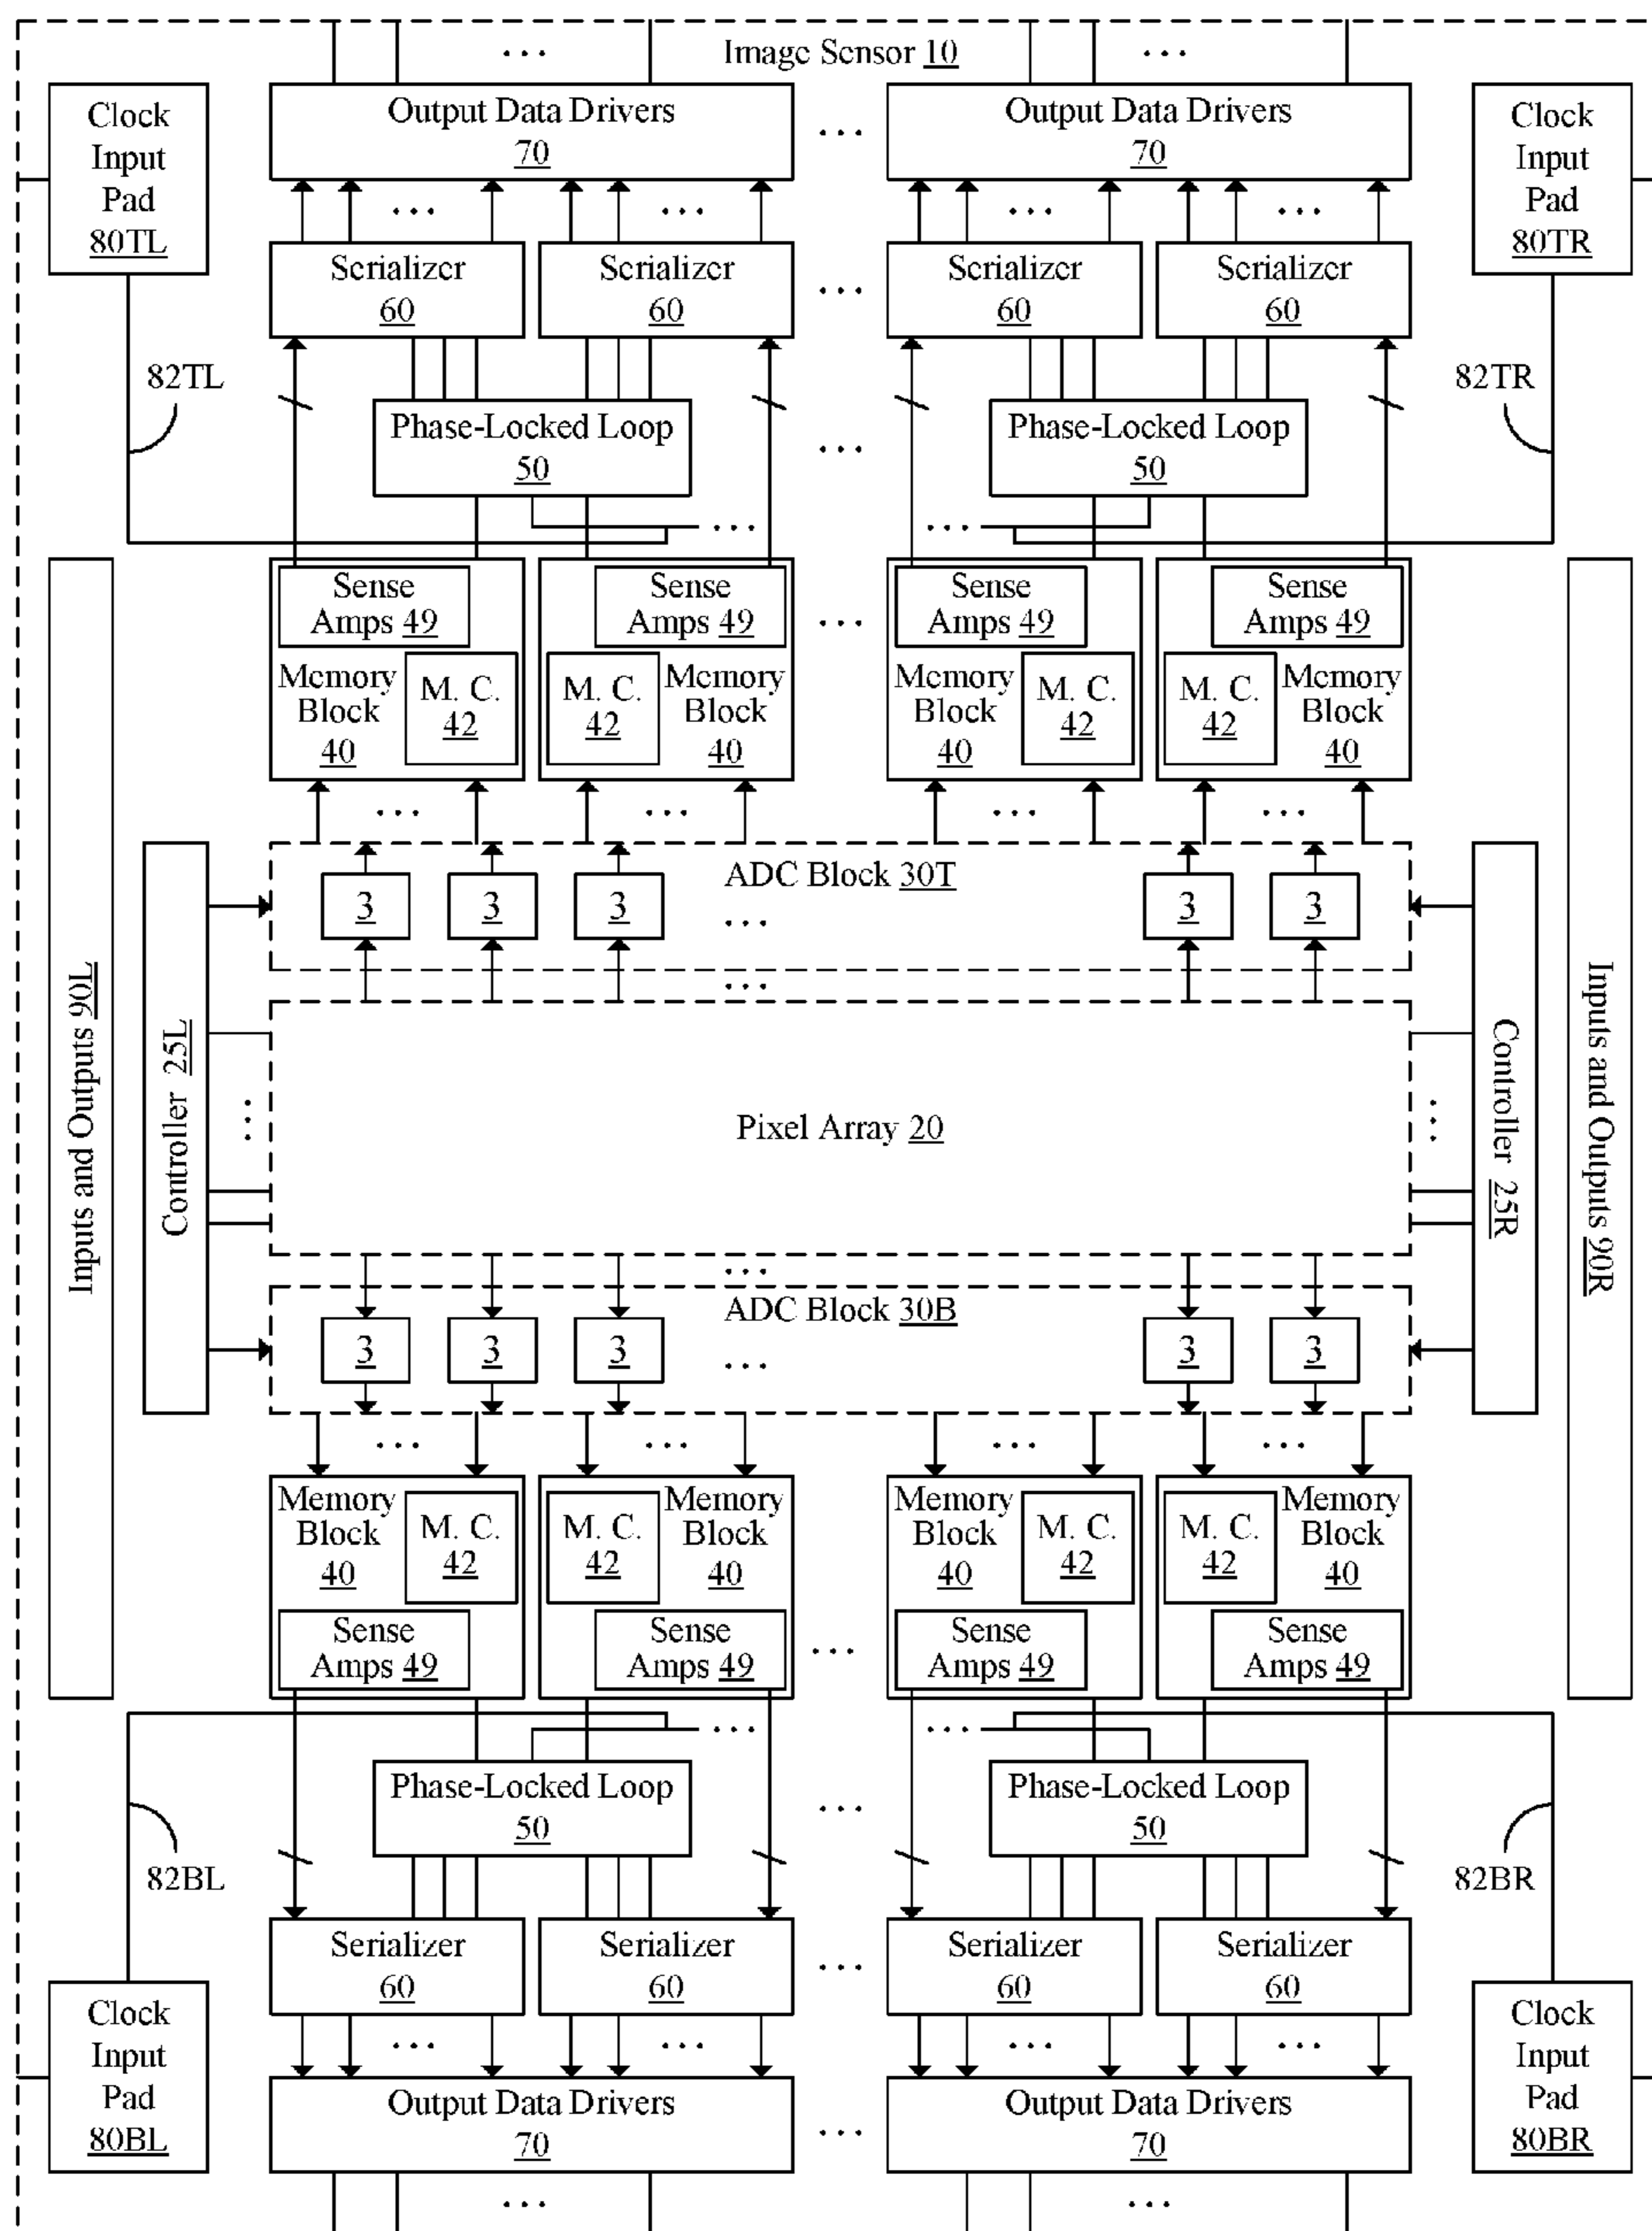 Image Sensor 10
Clock
Input
Pad
80TL
Output Data Drivers
70
Output Data Drivers
70
Clock
Input
Pad
80TR
Serializer
60
Serializer
60
Serializer
60
Serializer
60
82TL
Phase-Locked Loop
50
Phase-Locked Loop
50
82TR
Sense
Amps 49
Memory
Block
40
M. C.
42
Sense
Amps 49
M. C.
42
Memory
Block
40
Sense
Amps 49
Memory
Block
40
M. C.
42
Sense
Amps 49
M. C.
42
Memory
Block
40
Inputs and Outputs 90L
Controller 25L
ADC Block 30T
3
3
3
3
3
Pixel Array 20
ADC Block 30B
3
3
3
3
3
Controller 25R
Inputs and Outputs 90R
Memory
Block
40
M. C.
42
Sense
Amps 49
M. C.
42
Memory
Block
40
Sense
Amps 49
Memory
Block
40
M. C.
42
Sense
Amps 49
M. C.
42
Memory
Block
40
Sense
Amps 49
82BL
Phase-Locked Loop
50
Phase-Locked Loop
50
82BR
Serializer
60
Serializer
60
Serializer
60
Serializer
60
Clock
Input
Pad
80BL
Output Data Drivers
70
Output Data Drivers
70
Clock
Input
Pad
80BR